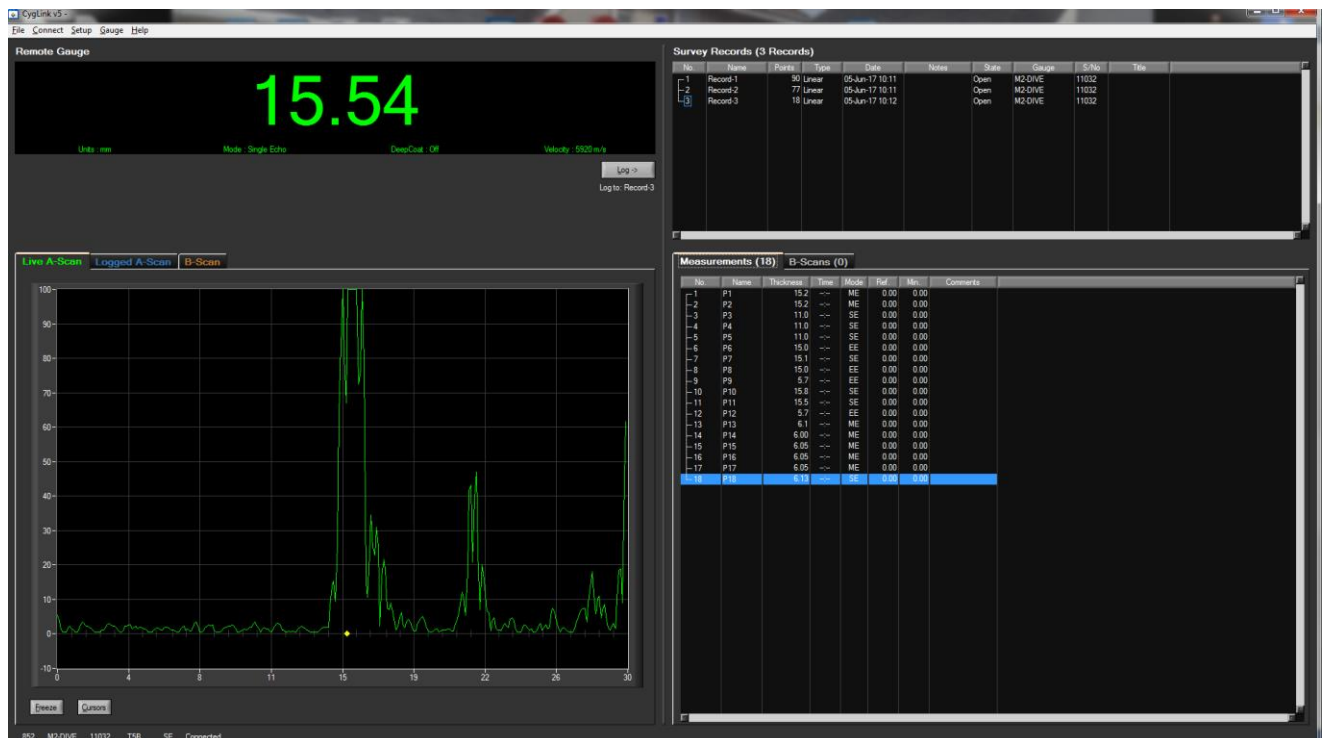 CygLink v5 -
File Connect Setup Gauge Help
Remote Gauge
15.54
Units : mm Mode : Single Echo DeepCoat : Off Velocity : 5920 m/s
Log ->
Log to: Record-3
Survey Records (3 Records)
No. Name Points Type Date Notes State Gauge S/No Title
1 Record-1 90 Linear 05-Jun-17 10:11 Open M2-DIVE 11032
2 Record-2 77 Linear 05-Jun-17 10:11 Open M2-DIVE 11032
3 Record-3 18 Linear 05-Jun-17 10:12 Open M2-DIVE 11032
Live A-Scan Logged A-Scan B-Scan
100
90
80
70
60
50
40
30
20
10
0
-10
0 4 8 11 15 19 22 26 30
Freeze Cursors
Measurements (18) B-Scans (0)
No. Name Thickness Time Mode Ref. Min. Comments
1 P1 15.2 --:-- ME 0.00 0.00
2 P2 15.2 --:-- ME 0.00 0.00
3 P3 11.0 --:-- SE 0.00 0.00
4 P4 11.0 --:-- SE 0.00 0.00
5 P5 11.0 --:-- SE 0.00 0.00
6 P6 15.0 --:-- EE 0.00 0.00
7 P7 15.1 --:-- SE 0.00 0.00
8 P8 15.0 --:-- EE 0.00 0.00
9 P9 5.7 --:-- EE 0.00 0.00
10 P10 15.8 --:-- SE 0.00 0.00
11 P11 15.5 --:-- SE 0.00 0.00
12 P12 5.7 --:-- EE 0.00 0.00
13 P13 6.1 --:-- ME 0.00 0.00
14 P14 6.00 --:-- ME 0.00 0.00
15 P15 6.05 --:-- ME 0.00 0.00
16 P16 6.05 --:-- ME 0.00 0.00
17 P17 6.05 --:-- ME 0.00 0.00
18 P18 6.13 --:-- SE 0.00 0.00
852 M2-DIVE 11032 T5B SE Connected